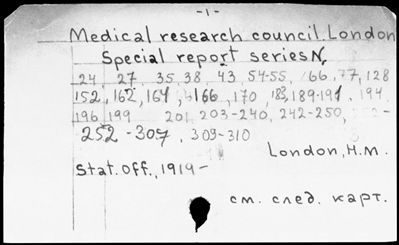 -1-
Medical research council. London
Special report series N.
24, 27, 35, 38, 43, 54-55, 66, 77, 128
152, 162, 164, 166, 170, 183, 189-191, 194
196 199 201, 203-240, 242-250,
252-307, 309-310
London, H.M.
Stat. Off., 1919-
см. след. карт.